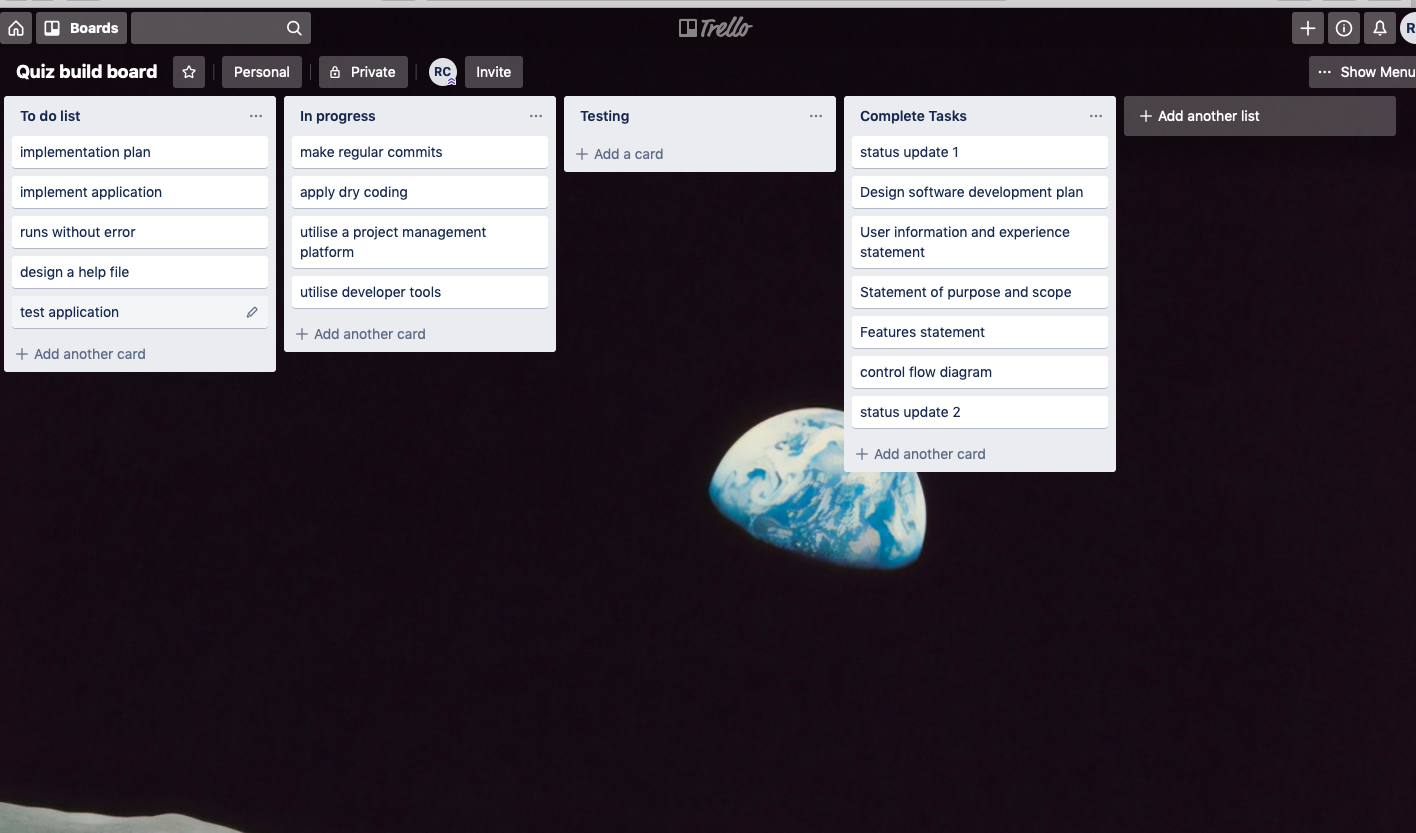 Boards
Trello
R
Quiz build board
Personal
Private
RC
Invite
... Show Menu
To do list
implementation plan
implement application
runs without error
design a help file
test application
+ Add another card
In progress
make regular commits
apply dry coding
utilise a project management
platform
utilise developer tools
+ Add another card
Testing
+ Add a card
Complete Tasks
status update 1
Design software development plan
User information and experience
statement
Statement of purpose and scope
Features statement
control flow diagram
status update 2
+ Add another card
+ Add another list